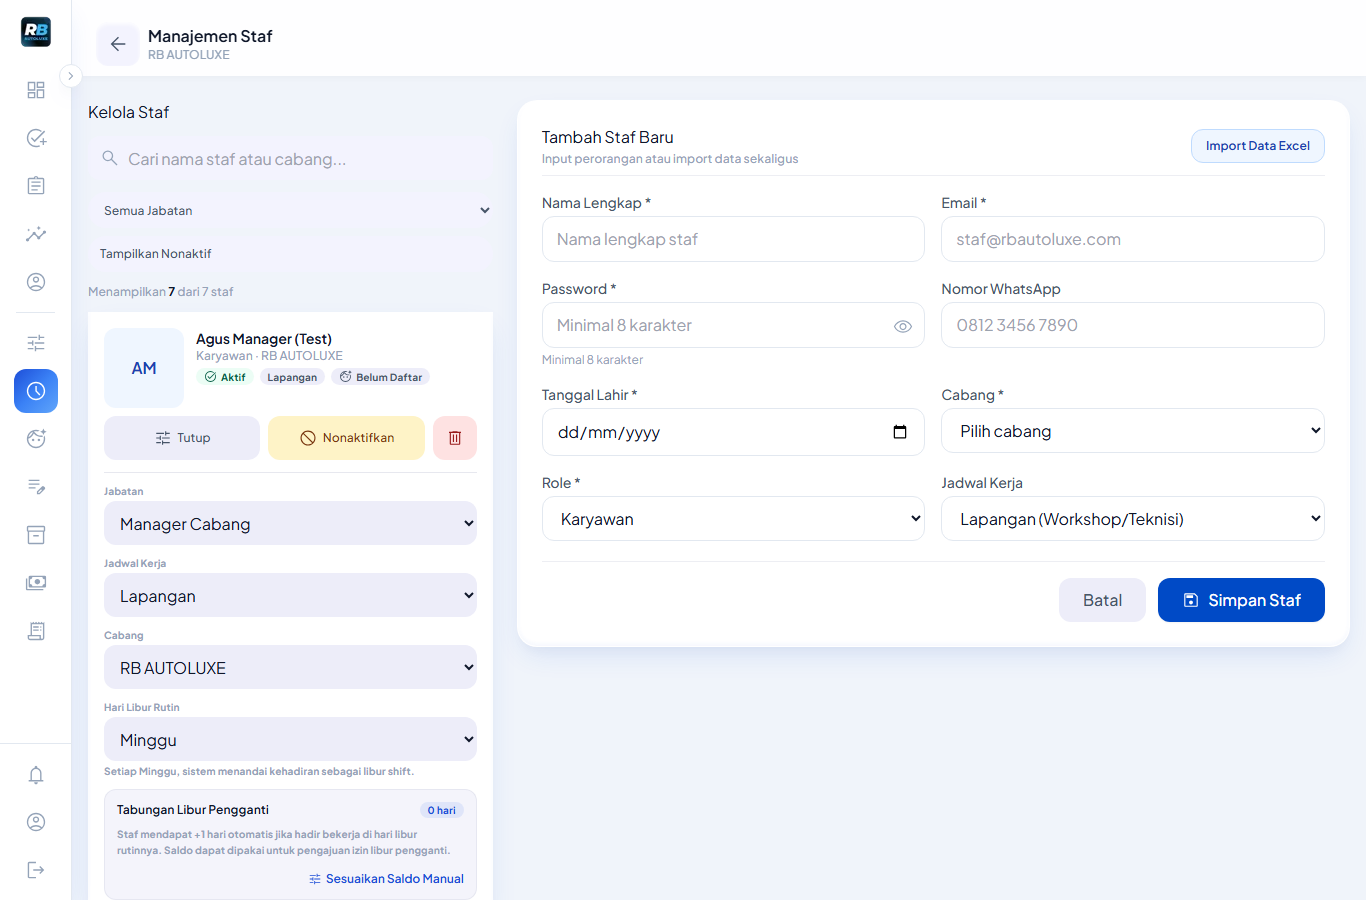 RB
AUTOLUXE
Manajemen Staf
RB AUTOLUXE
Kelola Staf
Cari nama staf atau cabang...
Semua Jabatan
Tampilkan Nonaktif
Menampilkan 7 dari 7 staf
AM
Agus Manager (Test)
Karyawan · RB AUTOLUXE
Aktif
Lapangan
Belum Daftar
Tutup
Nonaktifkan
Jabatan
Manager Cabang
Jadwal Kerja
Lapangan
Cabang
RB AUTOLUXE
Hari Libur Rutin
Minggu
Setiap Minggu, sistem menandai kehadiran sebagai libur shift.
Tabungan Libur Pengganti
0 hari
Staf mendapat +1 hari otomatis jika hadir bekerja di hari libur
rutinnya. Saldo dapat dipakai untuk pengajuan izin libur pengganti.
Sesuaikan Saldo Manual
Tambah Staf Baru
Input perorangan atau import data sekaligus
Import Data Excel
Nama Lengkap *
Nama lengkap staf
Email *
staf@rbautoluxe.com
Password *
Minimal 8 karakter
Minimal 8 karakter
Nomor WhatsApp
0812 3456 7890
Tanggal Lahir *
dd/mm/yyyy
Cabang *
Pilih cabang
Role *
Karyawan
Jadwal Kerja
Lapangan (Workshop/Teknisi)
Batal
Simpan Staf